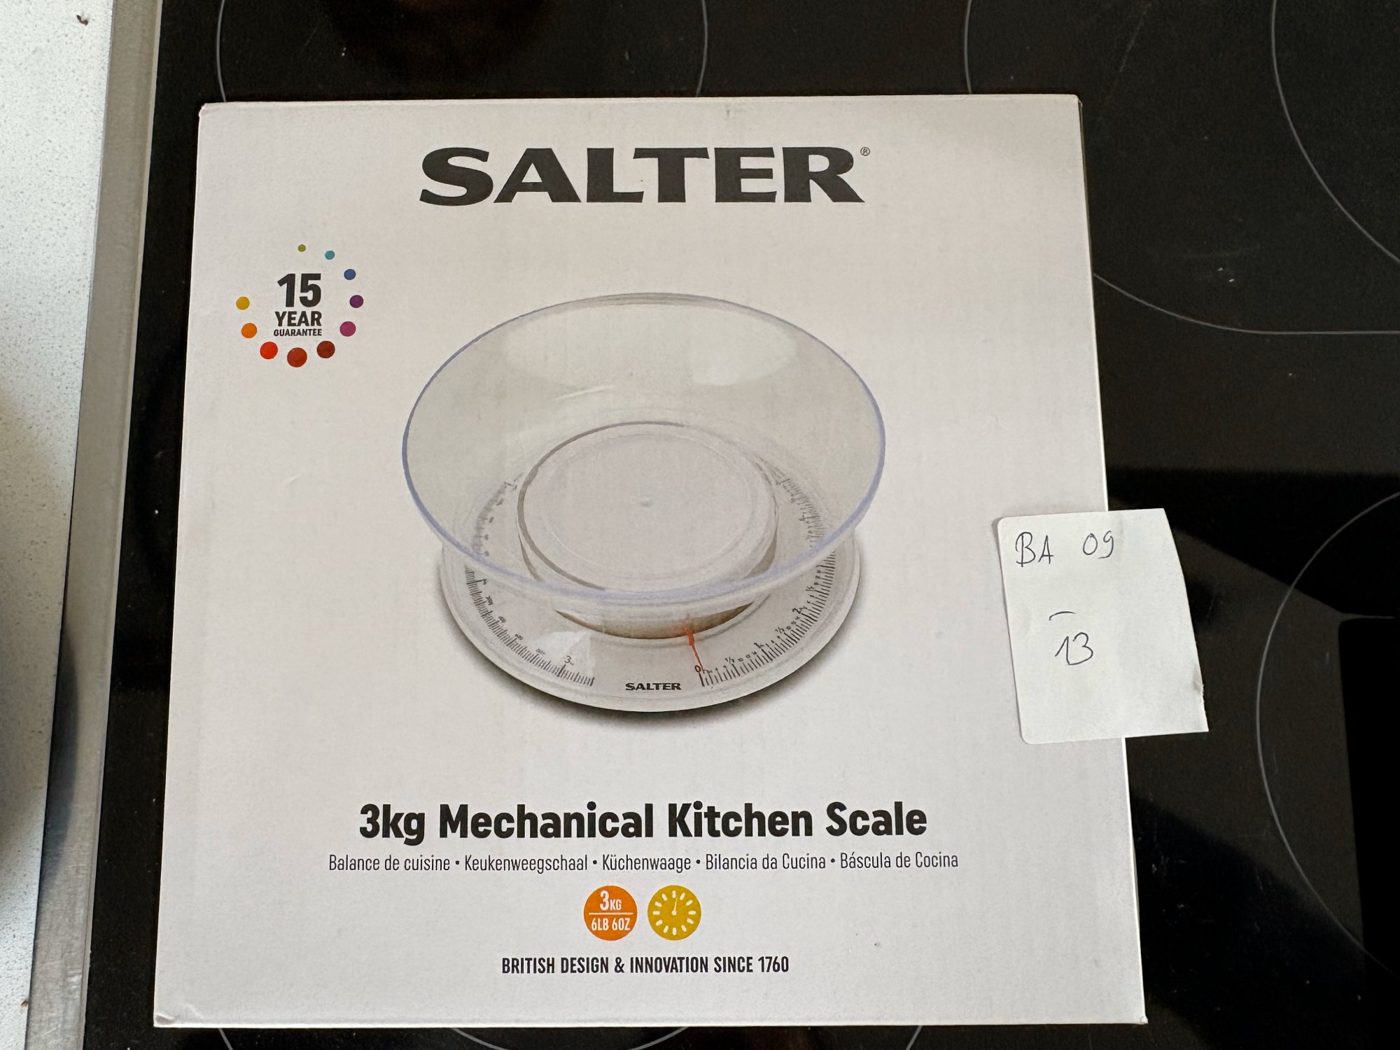 SALTER®
15
YEAR
GUARANTEE
SALTER
3kg Mechanical Kitchen Scale
Balance de cuisine • Keukenweegschaal • Küchenwaage • Bilancia da Cucina • Báscula de Cocina
3KG
6LB 6OZ
BRITISH DESIGN & INNOVATION SINCE 1760
BA 09
13